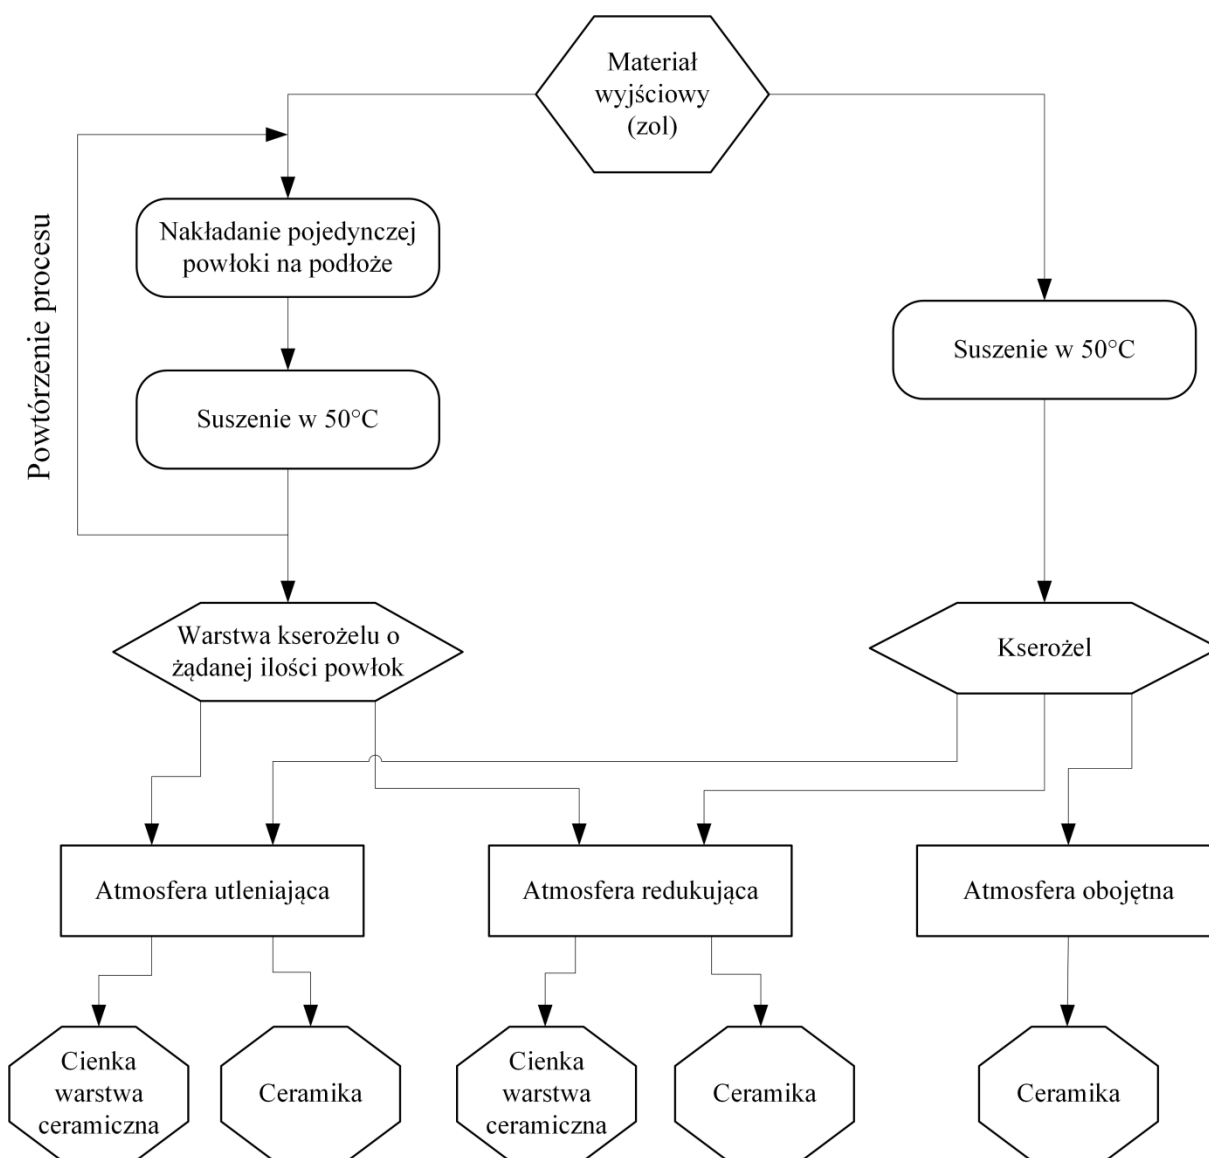 Materiał
wyjściowy
(zol)
Powtórzenie procesu
Nakładanie pojedynczej
powłoki na podłoże
Suszenie w 50°C
Suszenie w 50°C
Warstwa kserożelu o
żądanej ilości powłok
Kserożel
Atmosfera utleniająca
Atmosfera redukująca
Atmosfera obojętna
Cienka
warstwa
ceramiczna
Ceramika
Cienka
warstwa
ceramiczna
Ceramika
Ceramika